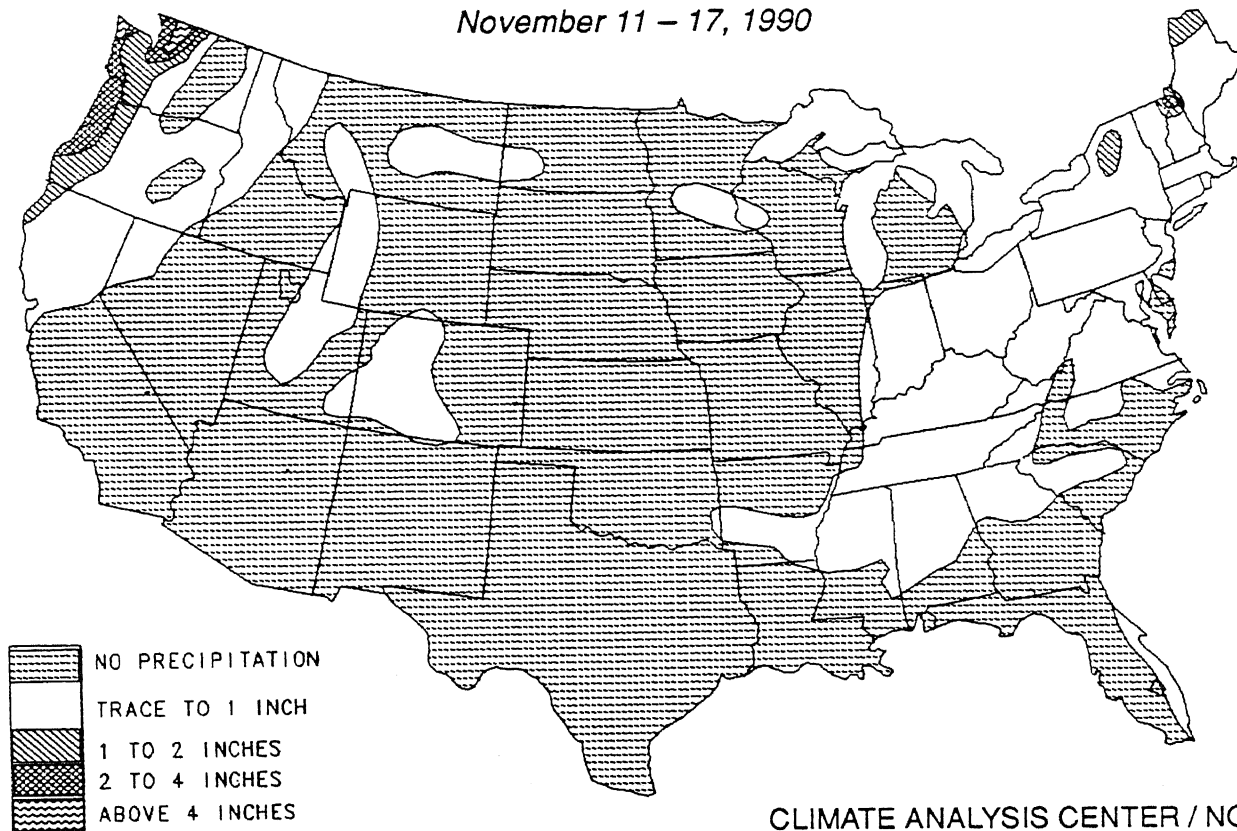 November 11 – 17, 1990
NO PRECIPITATION
TRACE TO 1 INCH
1 TO 2 INCHES
2 TO 4 INCHES
ABOVE 4 INCHES
CLIMATE ANALYSIS CENTER / NO